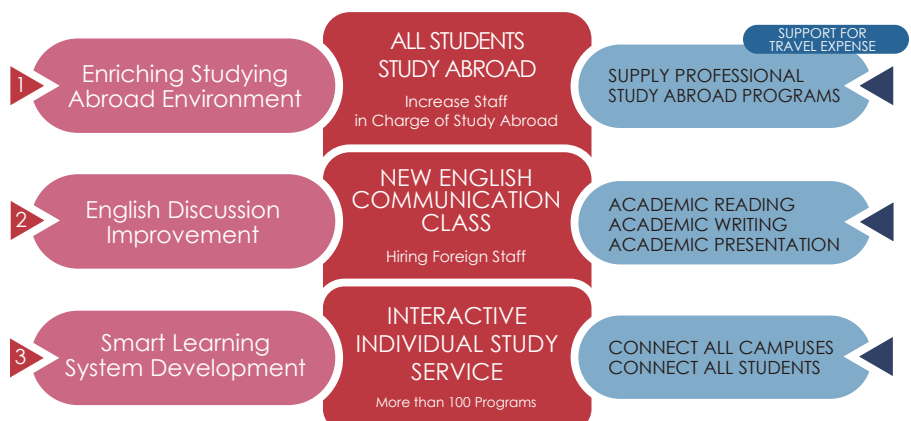 1
Enriching Studying
Abroad Environment
ALL STUDENTS
STUDY ABROAD
Increase Staff
in Charge of Study Abroad
SUPPORT FOR
TRAVEL EXPENSE
SUPPLY PROFESSIONAL
STUDY ABROAD PROGRAMS
2
English Discussion
Improvement
NEW ENGLISH
COMMUNICATION
CLASS
Hiring Foreign Staff
ACADEMIC READING
ACADEMIC WRITING
ACADEMIC PRESENTATION
3
Smart Learning
System Development
INTERACTIVE
INDIVIDUAL STUDY
SERVICE
More than 100 Programs
CONNECT ALL CAMPUSES
CONNECT ALL STUDENTS